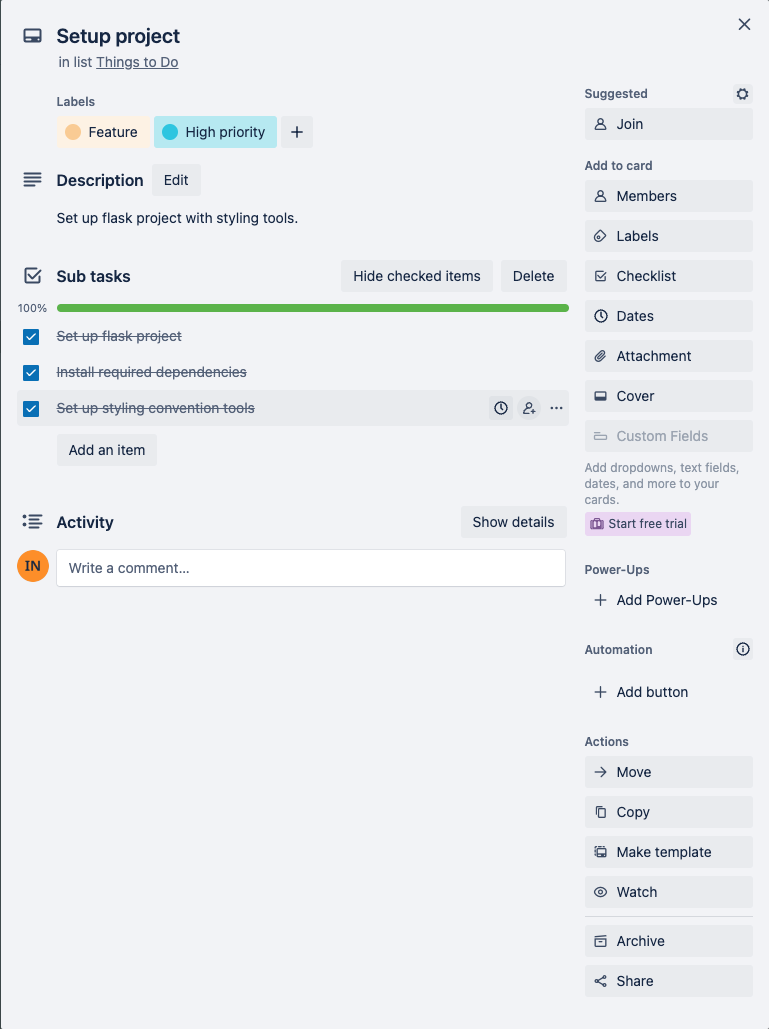 Setup project
in list Things to Do
Labels
Feature
High priority
Description
Edit
Set up flask project with styling tools.
Sub tasks
Hide checked items
Delete
100%
Set up flask project
Install required dependencies
Set up styling convention tools
Add an item
Activity
Show details
IN
Write a comment…
Suggested
Join
Add to card
Members
Labels
Checklist
Dates
Attachment
Cover
Custom Fields
Add dropdowns, text fields,
dates, and more to your
cards.
Start free trial
Power-Ups
Add Power-Ups
Automation
Add button
Actions
Move
Copy
Make template
Watch
Archive
Share